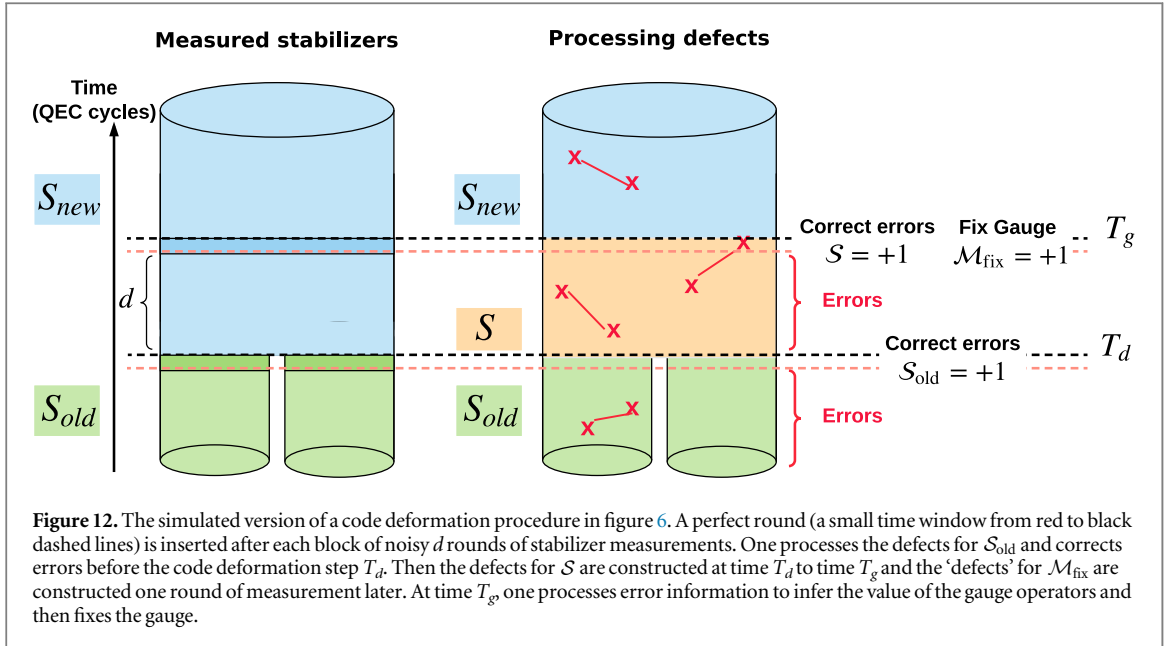 Measured stabilizers
Processing defects
Time
(QEC cycles)
S_new
S_new
Correct errors
S = +1
Fix Gauge
M_fix = +1
T_g
d
X
X
X
X
X
X
X
X
Errors
S
Correct errors
S_old = +1
T_d
S_old
S_old
Errors
Figure 12. The simulated version of a code deformation procedure in figure 6. A perfect round (a small time window from red to black
dashed lines) is inserted after each block of noisy d rounds of stabilizer measurements. One processes the defects for S_old and corrects
errors before the code deformation step T_d. Then the defects for S are constructed at time T_d to time T_g and the ‘defects’ for M_fix are
constructed one round of measurement later. At time T_g, one processes error information to infer the value of the gauge operators and
then fixes the gauge.